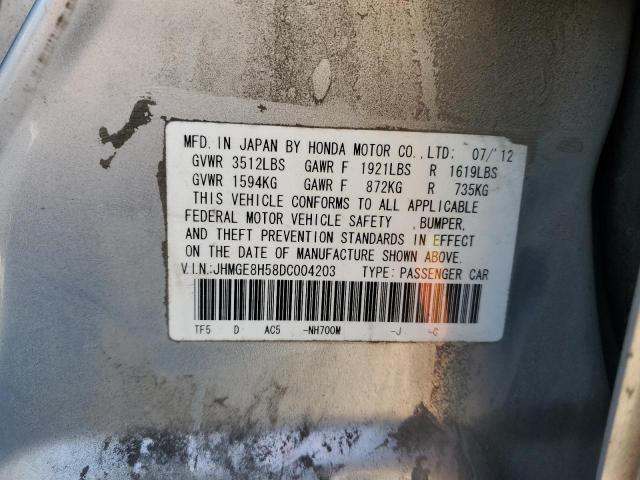 MFD. IN JAPAN BY HONDA MOTOR CO., LTD: 07/'12
GVWR 3512LBS GAWR F 1921LBS R 1619LBS
GVWR 1594KG GAWR F 872KG R 735KG
THIS VEHICLE CONFORMS TO ALL APPLICABLE
FEDERAL MOTOR VEHICLE SAFETY , BUMPER,
AND THEFT PREVENTION STANDARDS IN EFFECT
ON THE DATE OF MANUFACTURE SHOWN ABOVE.
V.I.N.:JHMGE8H58DC004203 TYPE: PASSENGER CAR
TF5 D AC5 -NH700M -J -C